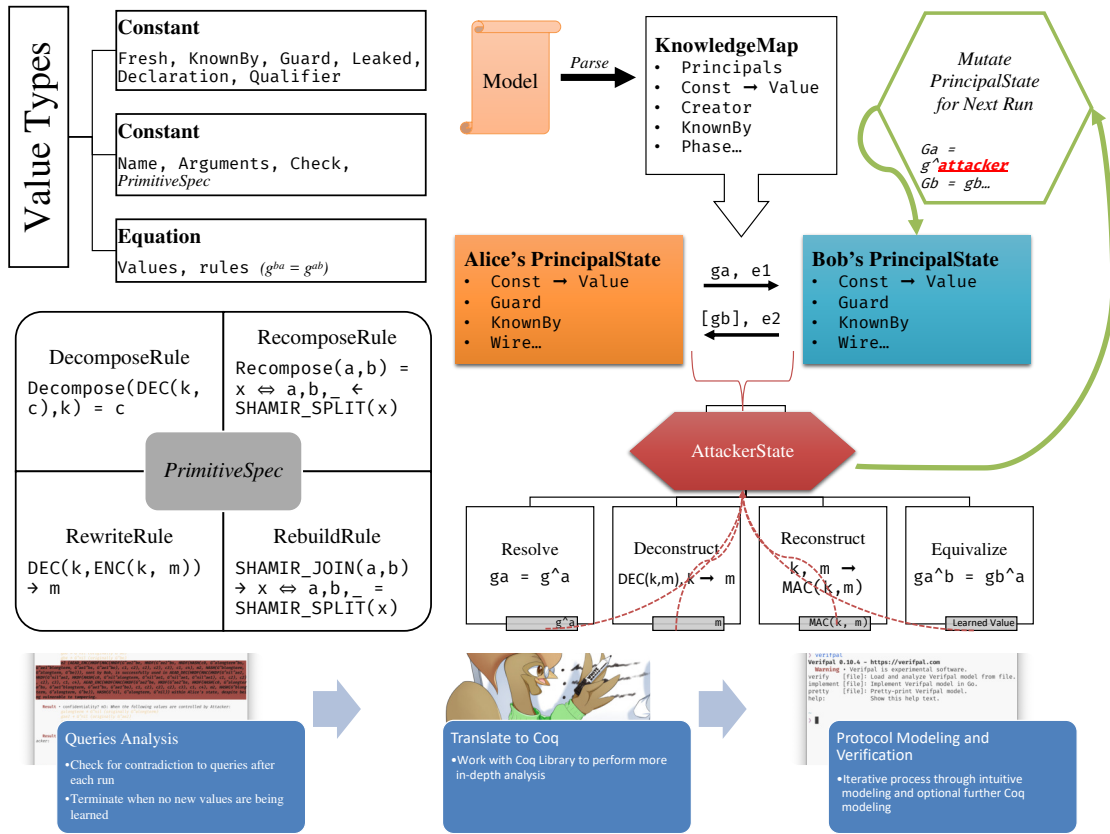 Value Types
Constant
Fresh, KnownBy, Guard, Leaked,
Declaration, Qualifier
Constant
Name, Arguments, Check,
PrimitiveSpec
Equation
Values, rules (g^ba = g^ab)
Model
Parse
KnowledgeMap
• Principals
• Const → Value
• Creator
• KnownBy
• Phase…
Mutate
PrincipalState
for Next Run
Ga =
g^attacker
Gb = gb…
Alice's PrincipalState
• Const → Value
• Guard
• KnownBy
• Wire…
ga, e1
[gb], e2
Bob's PrincipalState
• Const → Value
• Guard
• KnownBy
• Wire…
DecomposeRule
Decompose(DEC(k,
c),k) = c
RecomposeRule
Recompose(a,b) =
x ⇔ a,b,_ ←
SHAMIR_SPLIT(x)
PrimitiveSpec
RewriteRule
DEC(k,ENC(k, m))
→ m
RebuildRule
SHAMIR_JOIN(a,b)
→ x ⇔ a,b,_ =
SHAMIR_SPLIT(x)
AttackerState
Resolve
ga = g^a
g^a
Deconstruct
DEC(k,m), k → m
m
Reconstruct
k, m →
MAC(k,m)
MAC(k, m)
Equivalize
ga^b = gb^a
Learned Value
Queries Analysis
•Check for contradiction to queries after
each run
•Terminate when no new values are being
learned
Translate to Coq
•Work with Coq Library to perform more
in-depth analysis
) verifpal
Verifpal 0.10.4 - https://verifpal.com
Warning • Verifpal is experimental software.
verify [file]: Load and analyze Verifpal model from file.
implement [file]: Implement Verifpal model in Go.
pretty [file]: Pretty-print Verifpal model.
help: Show this help text.
Protocol Modeling and
Verification
•Iterative process through intuitive
modeling and optional further Coq
modeling